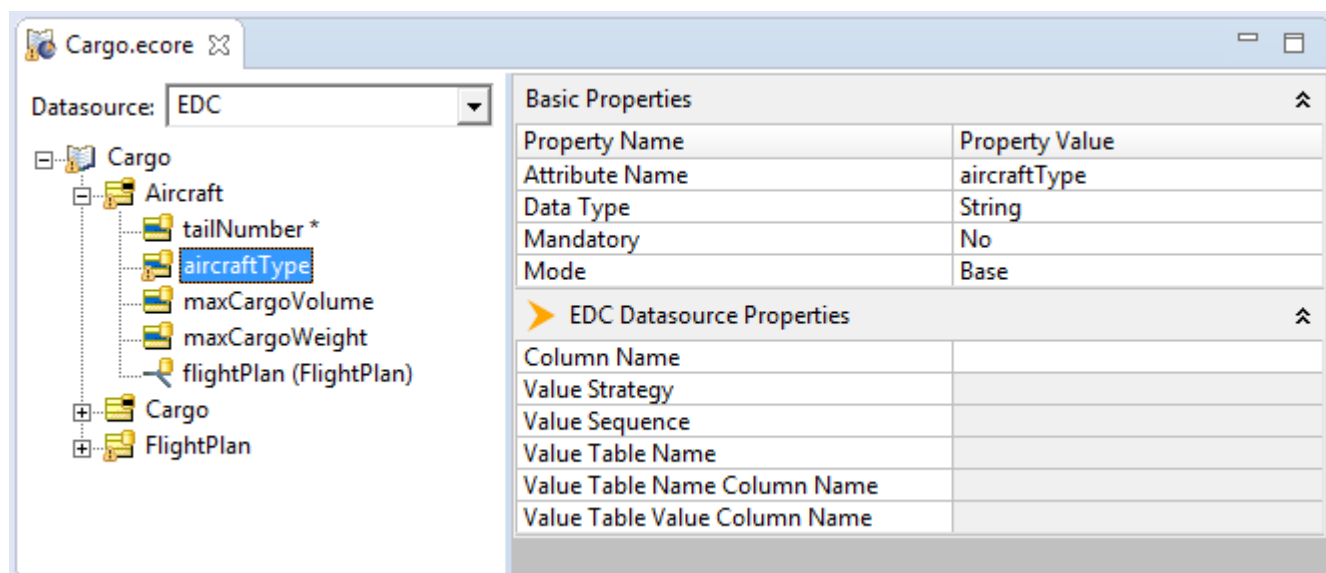 Cargo.ecore
Datasource: EDC
Cargo
Aircraft
tailNumber *
aircraftType
maxCargoVolume
maxCargoWeight
flightPlan (FlightPlan)
Cargo
FlightPlan
Basic Properties
Property Name Property Value
Attribute Name aircraftType
Data Type String
Mandatory No
Mode Base
EDC Datasource Properties
Column Name
Value Strategy
Value Sequence
Value Table Name
Value Table Name Column Name
Value Table Value Column Name